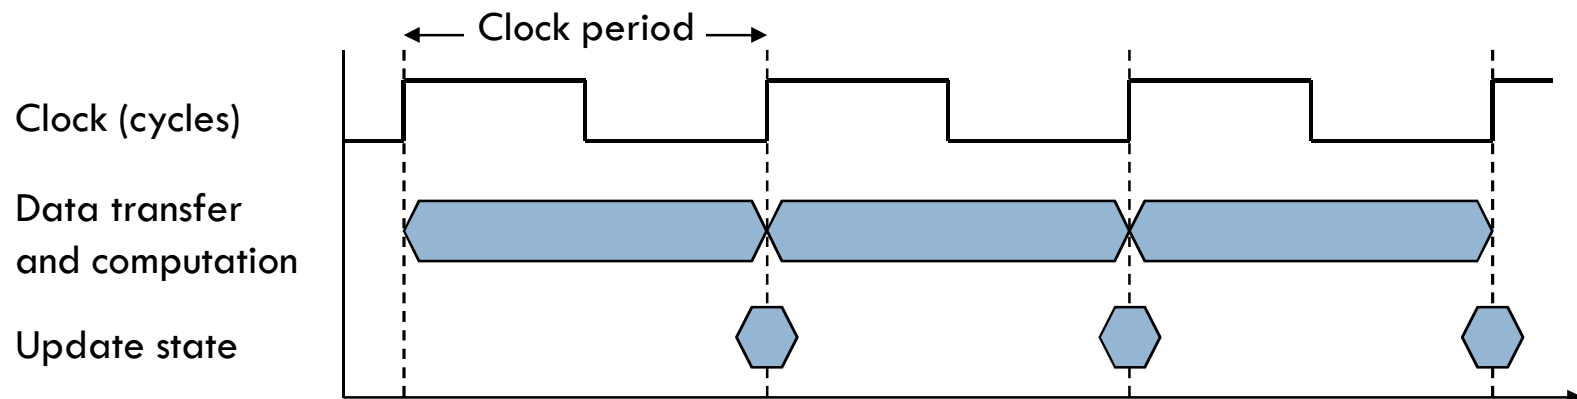 Clock period
Clock (cycles)
Data transfer
and computation
Update state